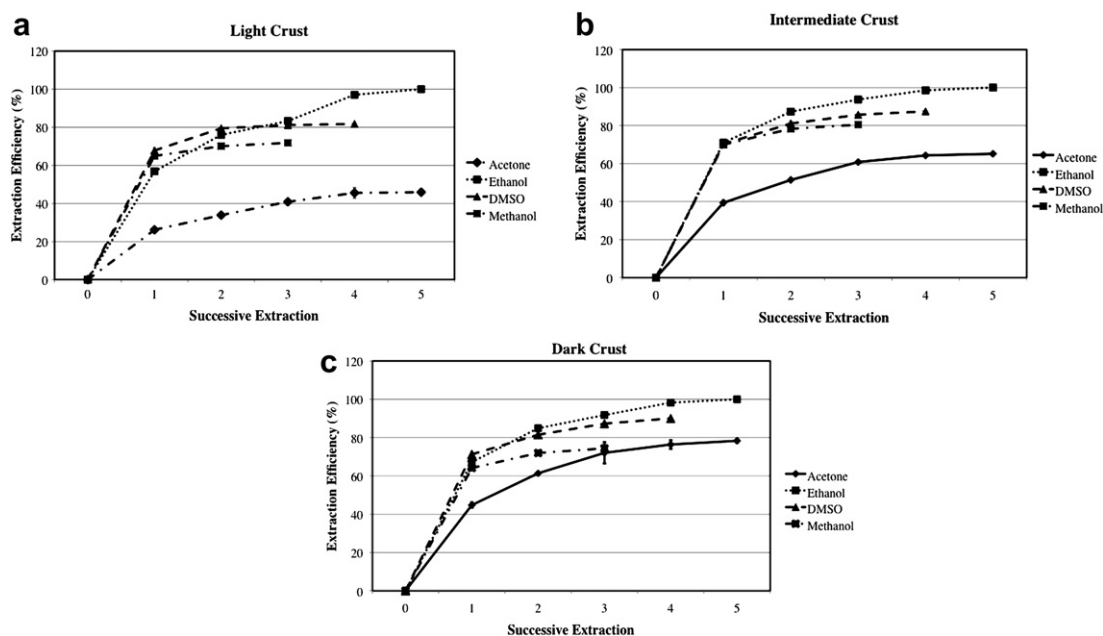 a
Light Crust
Extraction Efficiency (%)
120
100
80
60
40
20
0
0 1 2 3 4 5
Successive Extraction
Acetone
Ethanol
DMSO
Methanol
b
Intermediate Crust
Extraction Efficiency (%)
120
100
80
60
40
20
0
0 1 2 3 4 5
Successive Extraction
Acetone
Ethanol
DMSO
Methanol
c
Dark Crust
Extraction Efficiency (%)
120
100
80
60
40
20
0
0 1 2 3 4 5
Successive Extraction
Acetone
Ethanol
DMSO
Methanol